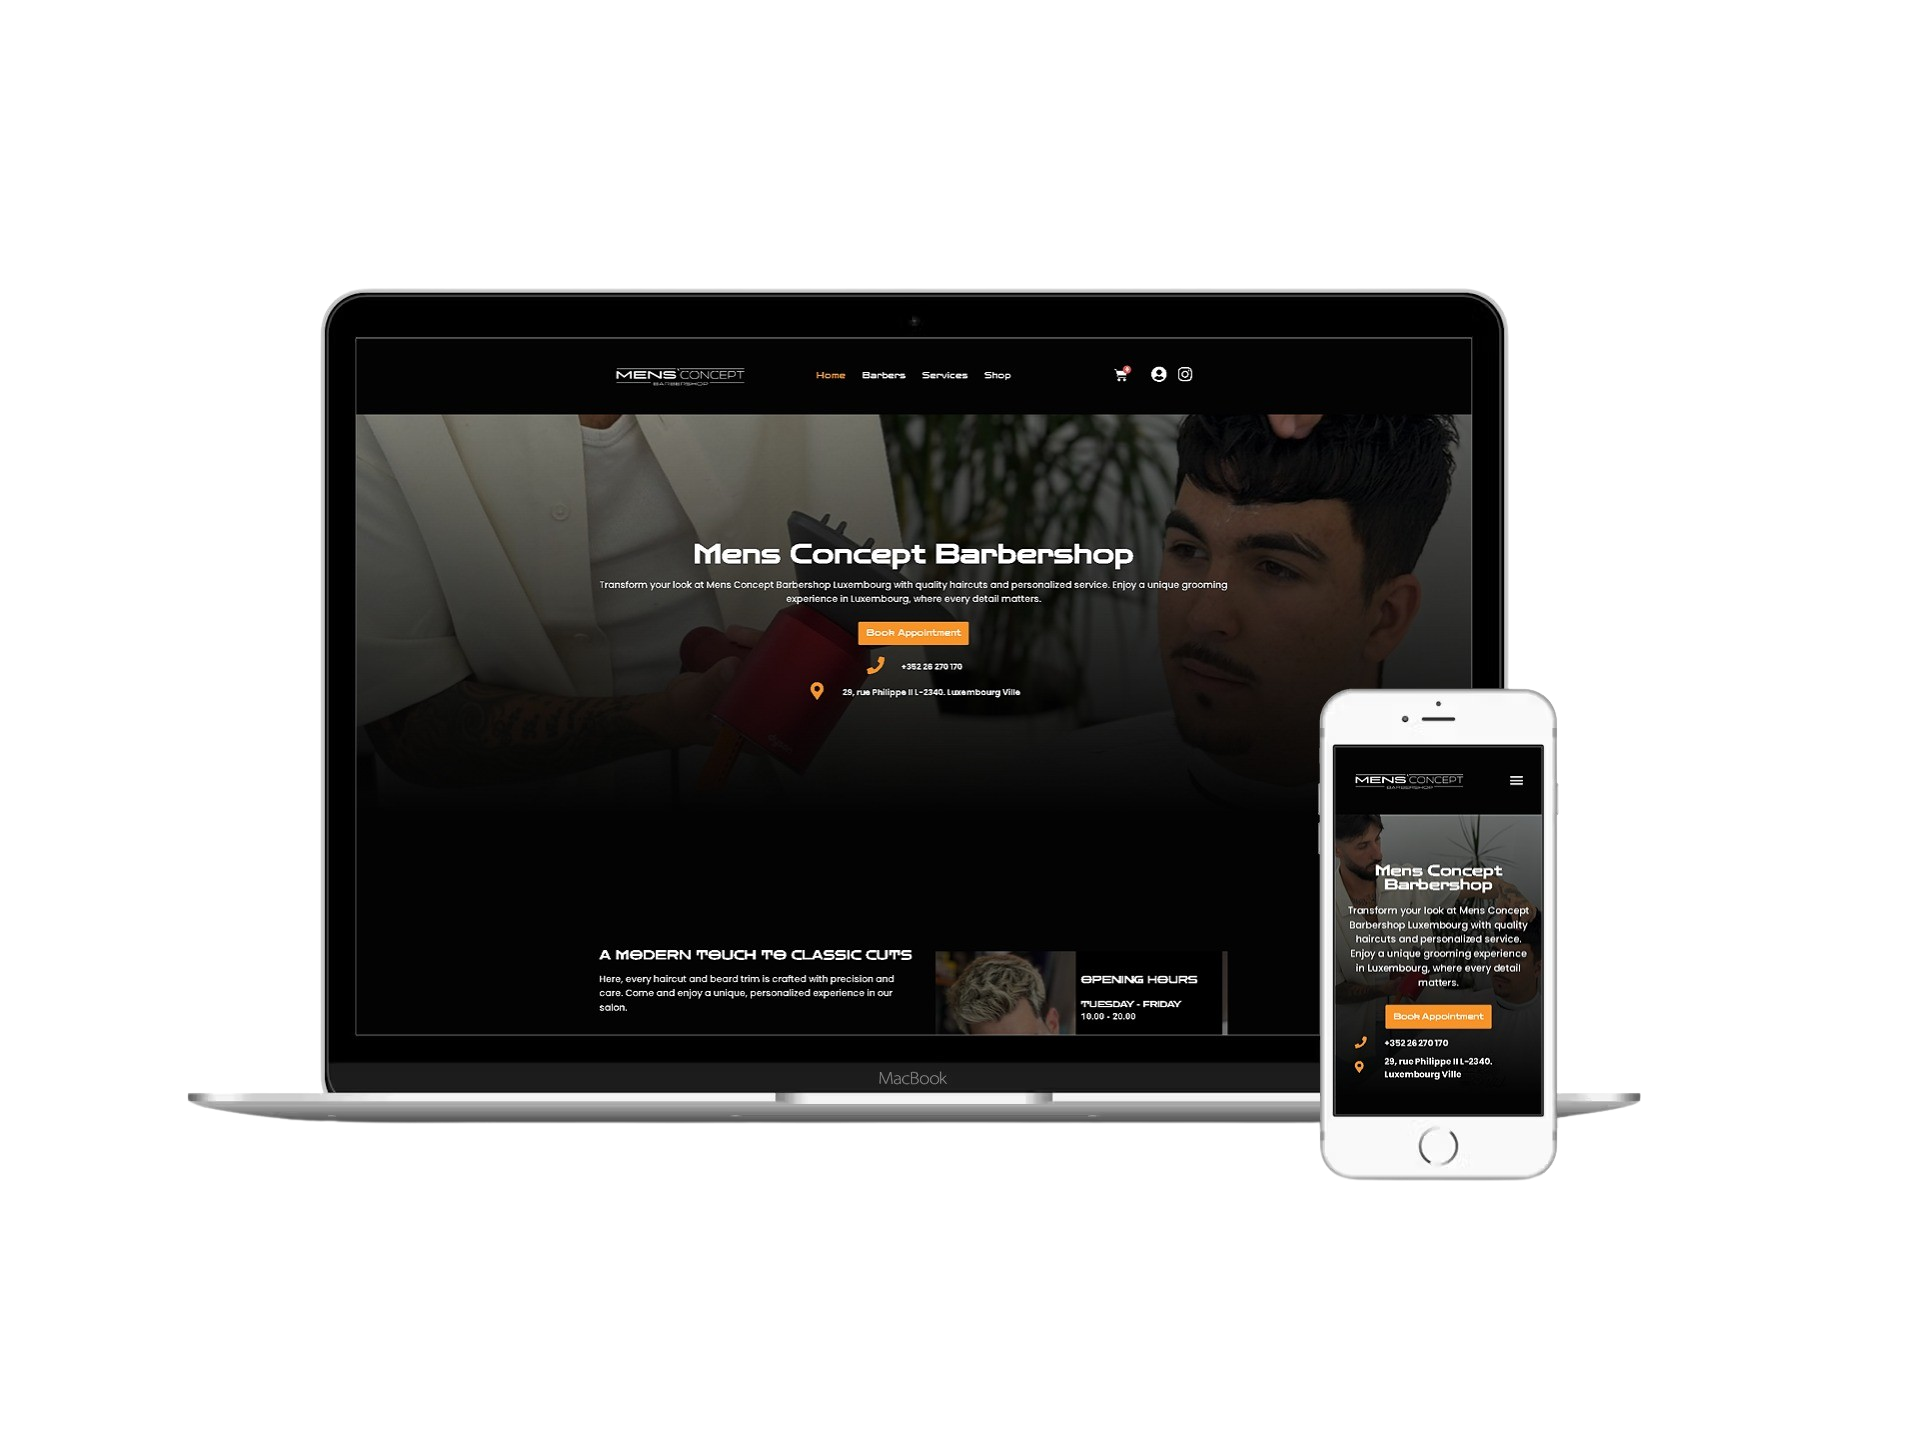 MENS'CONCEPT
BARBERSHOP
Home Barbers Services Shop
Mens Concept Barbershop
Transform your look at Mens Concept Barbershop Luxembourg with quality haircuts and personalized service. Enjoy a unique grooming
experience in Luxembourg, where every detail matters.
Book Appointment
+352 26 270 170
29, rue Philippe II L-2340. Luxembourg Ville
A MODERN TOUCH TO CLASSIC CUTS
Here, every haircut and beard trim is crafted with precision and
care. Come and enjoy a unique, personalized experience in our
salon.
OPENING HOURS
TUESDAY - FRIDAY
10.00 - 20.00
MacBook
MENS'CONCEPT
BARBERSHOP
Mens Concept
Barbershop
Transform your look at Mens Concept
Barbershop Luxembourg with quality
haircuts and personalized service.
Enjoy a unique grooming experience
in Luxembourg, where every detail
matters.
Book Appointment
+352 26 270 170
29, rue Philippe II L-2340.
Luxembourg Ville